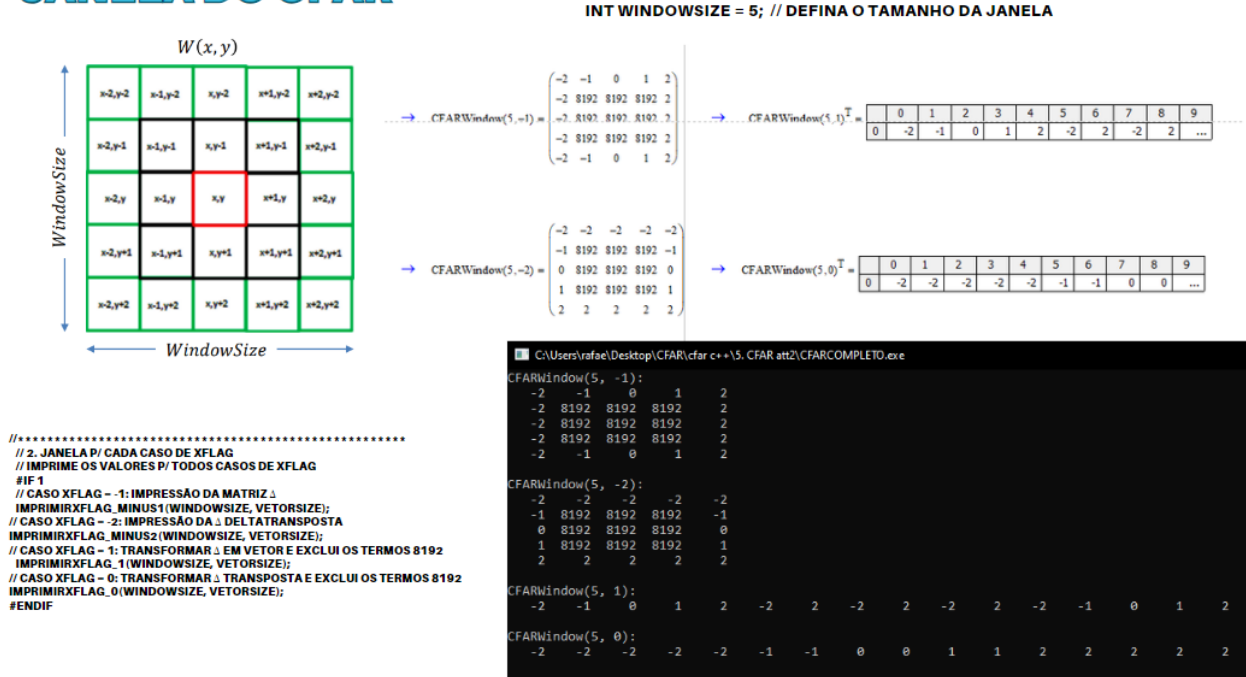 JANELA DO CFAR
INT WINDOWSIZE = 5; // DEFINA O TAMANHO DA JANELA
W(x,y)
x-2,y-2 x-1,y-2 x,y-2 x+1,y-2 x+2,y-2
x-2,y-1 x-1,y-1 x,y-1 x+1,y-1 x+2,y-1
x-2,y x-1,y x,y x+1,y x+2,y
x-2,y+1 x-1,y+1 x,y+1 x+1,y+1 x+2,y+1
x-2,y+2 x-1,y+2 x,y+2 x+1,y+2 x+2,y+2
WindowSize
WindowSize
→ CFARWindow(5,-1) =
-2 -1 0 1 2
-2 8192 8192 8192 2
-2 8192 8192 8192 2
-2 8192 8192 8192 2
-2 -1 0 1 2
→ CFARWindow(5,1)T =
0 1 2 3 4 5 6 7 8 9
0 -2 -1 0 1 2 -2 2 -2 2 ...
→ CFARWindow(5,-2) =
-2 -2 -2 -2 -2
-1 8192 8192 8192 -1
0 8192 8192 8192 0
1 8192 8192 8192 1
2 2 2 2 2
→ CFARWindow(5,0)T =
0 1 2 3 4 5 6 7 8 9
0 -2 -2 -2 -2 -2 -1 -1 0 0 ...
//*****************************************************
// 2. JANELA P/ CADA CASO DE XFLAG
// IMPRIME OS VALORES P/ TODOS CASOS DE XFLAG
#IF 1
// CASO XFLAG = -1: IMPRESSÃO DA MATRIZ Δ
IMPRIMIRXFLAG_MINUS1(WINDOWSIZE, VETORSIZE);
// CASO XFLAG = -2: IMPRESSÃO DA Δ DELTATRANSPOSTA
IMPRIMIRXFLAG_MINUS2(WINDOWSIZE, VETORSIZE);
// CASO XFLAG = 1: TRANSFORMAR Δ EM VETOR E EXCLUI OS TERMOS 8192
IMPRIMIRXFLAG_1(WINDOWSIZE, VETORSIZE);
// CASO XFLAG = 0: TRANSFORMAR Δ TRANSPOSTA E EXCLUI OS TERMOS 8192
IMPRIMIRXFLAG_0(WINDOWSIZE, VETORSIZE);
#ENDIF
C:\Users\rafae\Desktop\CFAR\cfar c++\5. CFAR att2\CFARCOMPLETO.exe
CFARWindow(5, -1):
-2 -1 0 1 2
-2 8192 8192 8192 2
-2 8192 8192 8192 2
-2 8192 8192 8192 2
-2 -1 0 1 2
CFARWindow(5, -2):
-2 -2 -2 -2 -2
-1 8192 8192 8192 -1
0 8192 8192 8192 0
1 8192 8192 8192 1
2 2 2 2 2
CFARWindow(5, 1):
-2 -1 0 1 2 -2 2 -2 2 -2 2 -2 -1 0 1 2
CFARWindow(5, 0):
-2 -2 -2 -2 -2 -1 -1 0 0 1 1 2 2 2 2 2